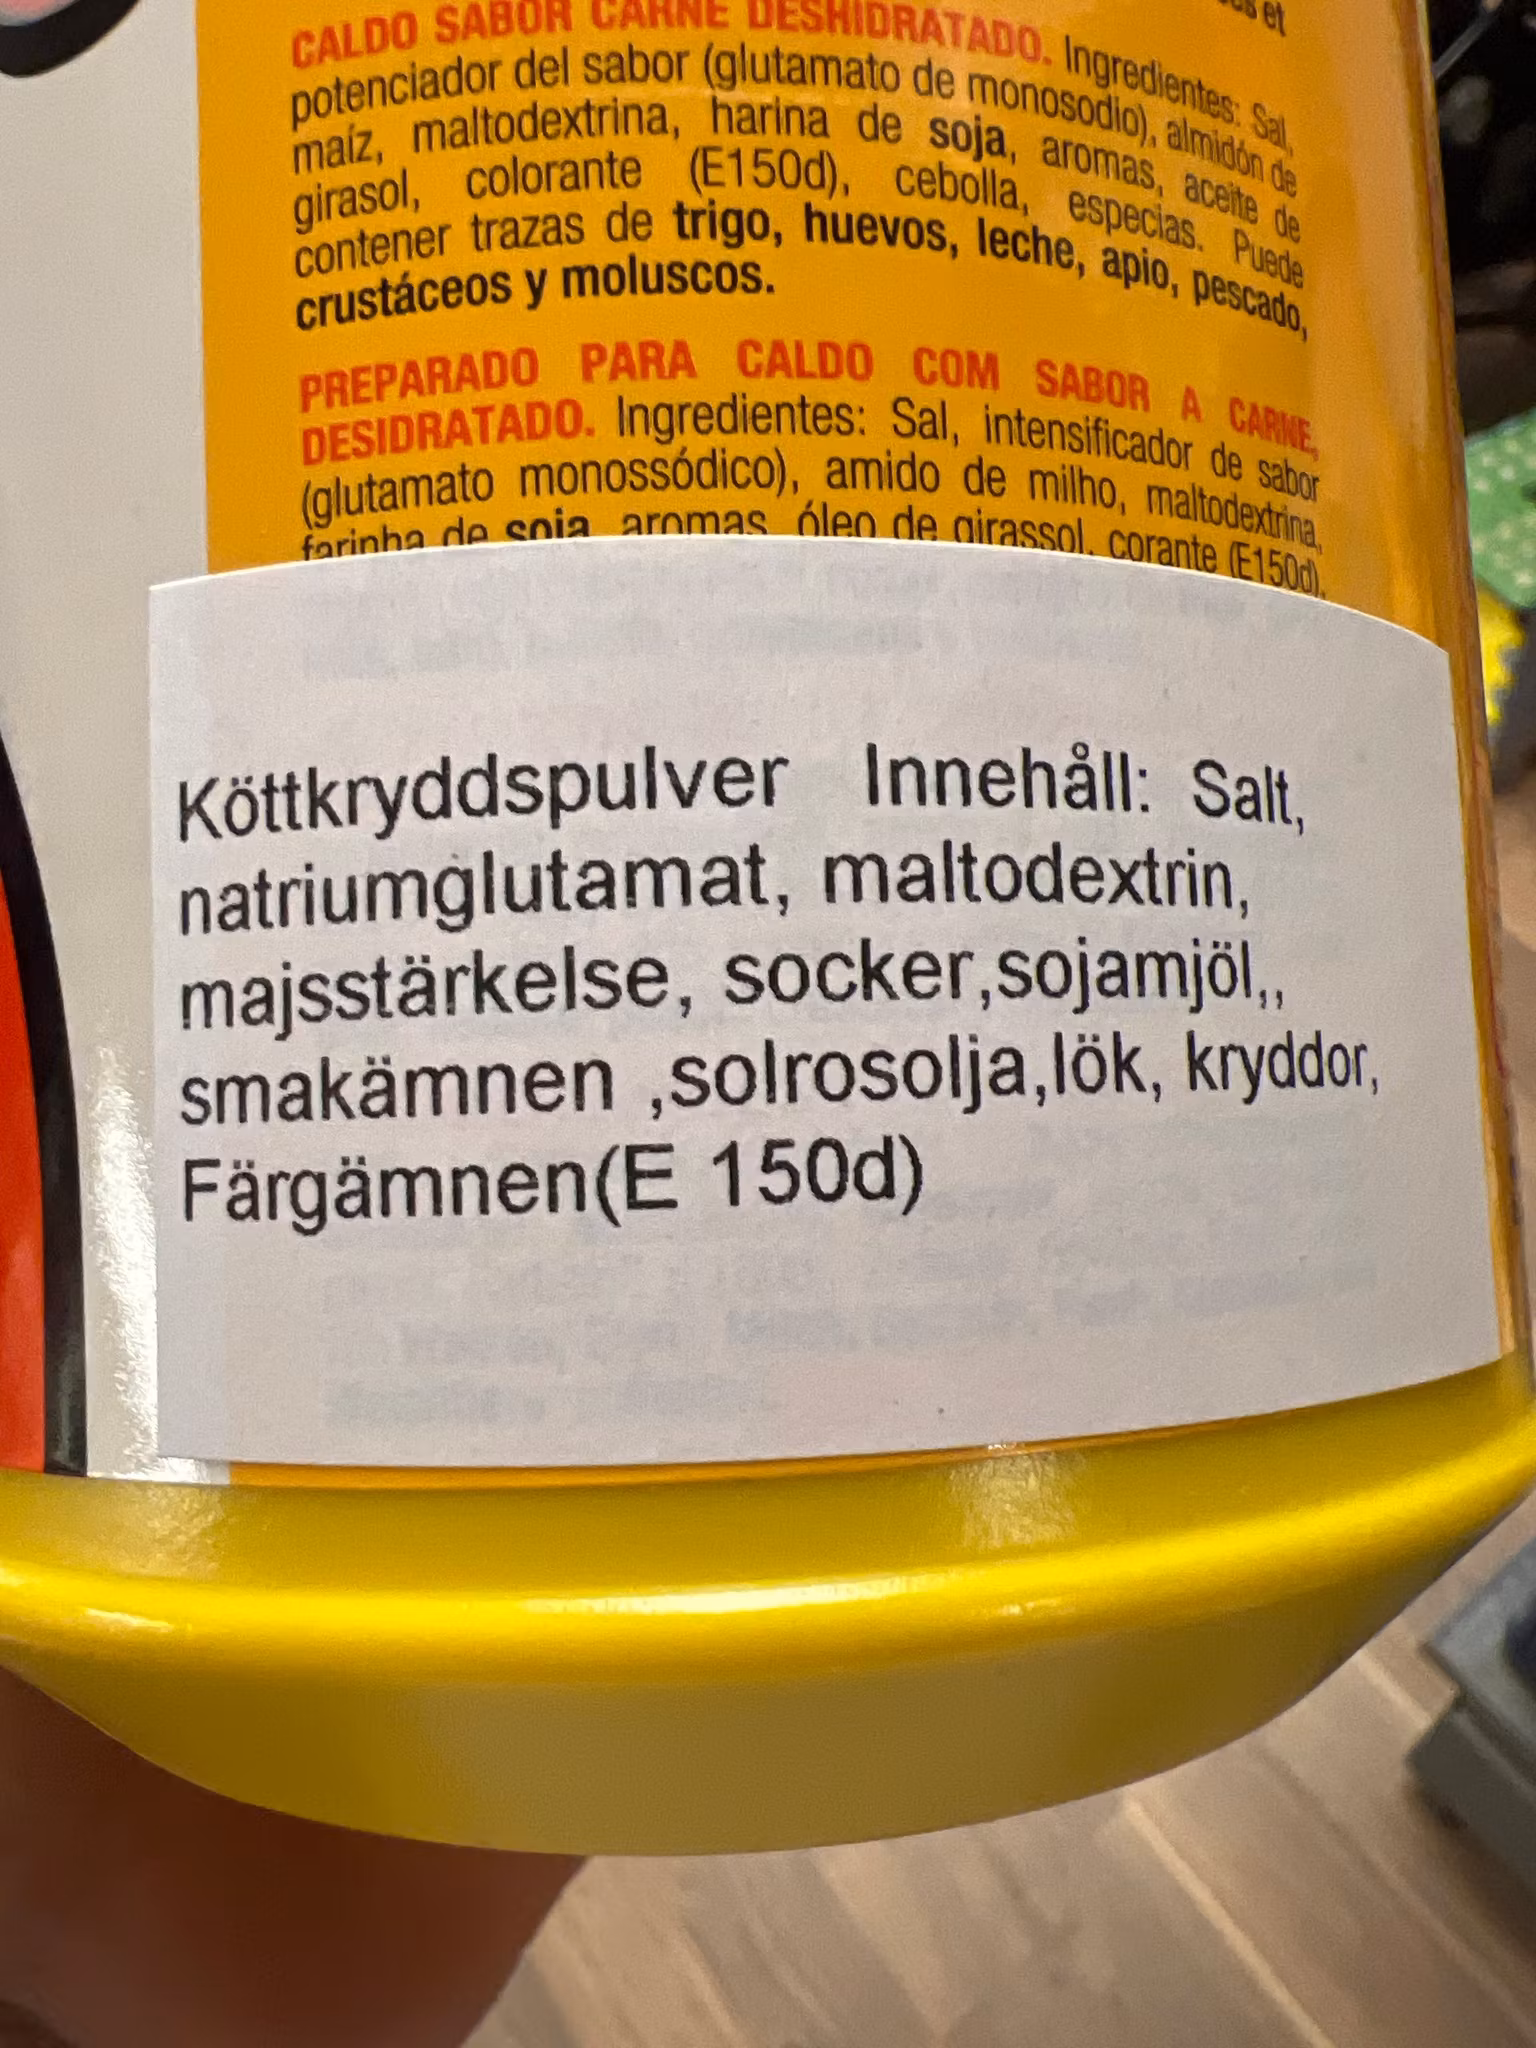 et
CALDO SABOR CARNE DESHIDRATADO. Ingredientes: Sal,
potenciador del sabor (glutamato de monosodio), almidón de
maíz, maltodextrina, harina de soja, aromas, aceite de
girasol, colorante (E150d), cebolla, especias. Puede
contener trazas de trigo, huevos, leche, apio, pescado,
crustáceos y moluscos.
PREPARADO PARA CALDO COM SABOR A CARNE,
DESIDRATADO. Ingredientes: Sal, intensificador de sabor
(glutamato monossódico), amido de milho, maltodextrina,
farinha de soja, aromas, óleo de girassol, corante (E150d),
Köttkryddspulver Innehåll: Salt,
natriumglutamat, maltodextrin,
majsstärkelse, socker,sojamjöl,,
smakämnen ,solrosolja,lök, kryddor,
Färgämnen(E 150d)